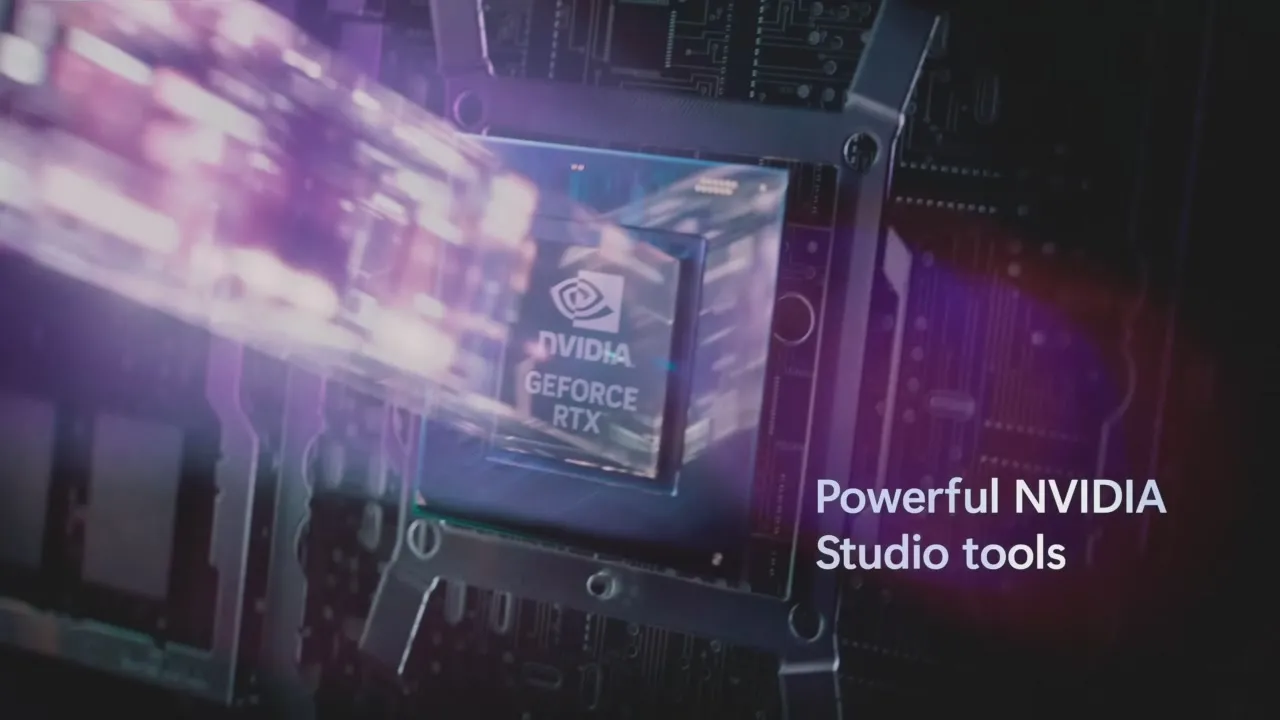 NVIDIA
GEFORCE
RTX
Powerful NVIDIA
Studio tools